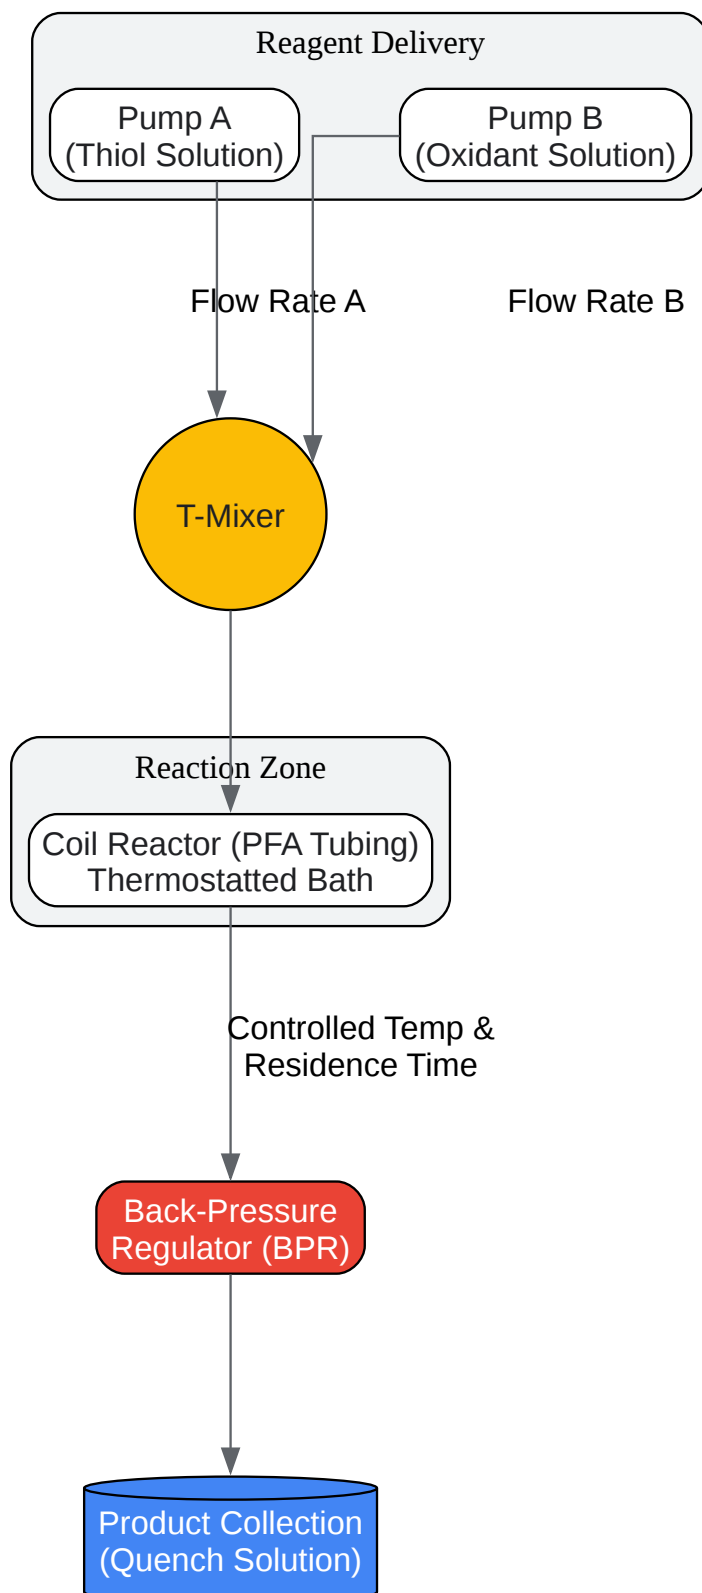 Reagent Delivery
Pump A
(Thiol Solution)
Pump B
(Oxidant Solution)
Flow Rate A
Flow Rate B
T-Mixer
Reaction Zone
Coil Reactor (PFA Tubing)
Thermostatted Bath
Controlled Temp &
Residence Time
Back-Pressure
Regulator (BPR)
Product Collection
(Quench Solution)